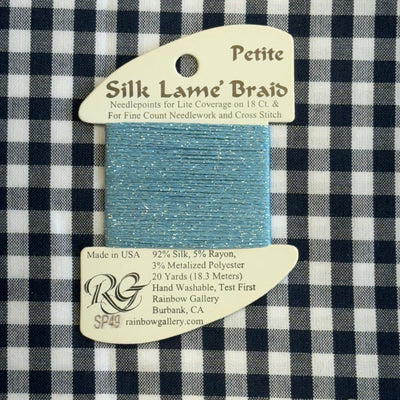 Petite
Silk Lamé Braid
Needlepoints for Lite Coverage on 18 Ct. &
For Fine Count Needlework and Cross Stitch
Made in USA
92% Silk, 5% Rayon,
3% Metalized Polyester
20 Yards (18.3 Meters)
Hand Washable, Test First
Rainbow Gallery
Burbank, CA
rainbowgallery.com
RG
SP49